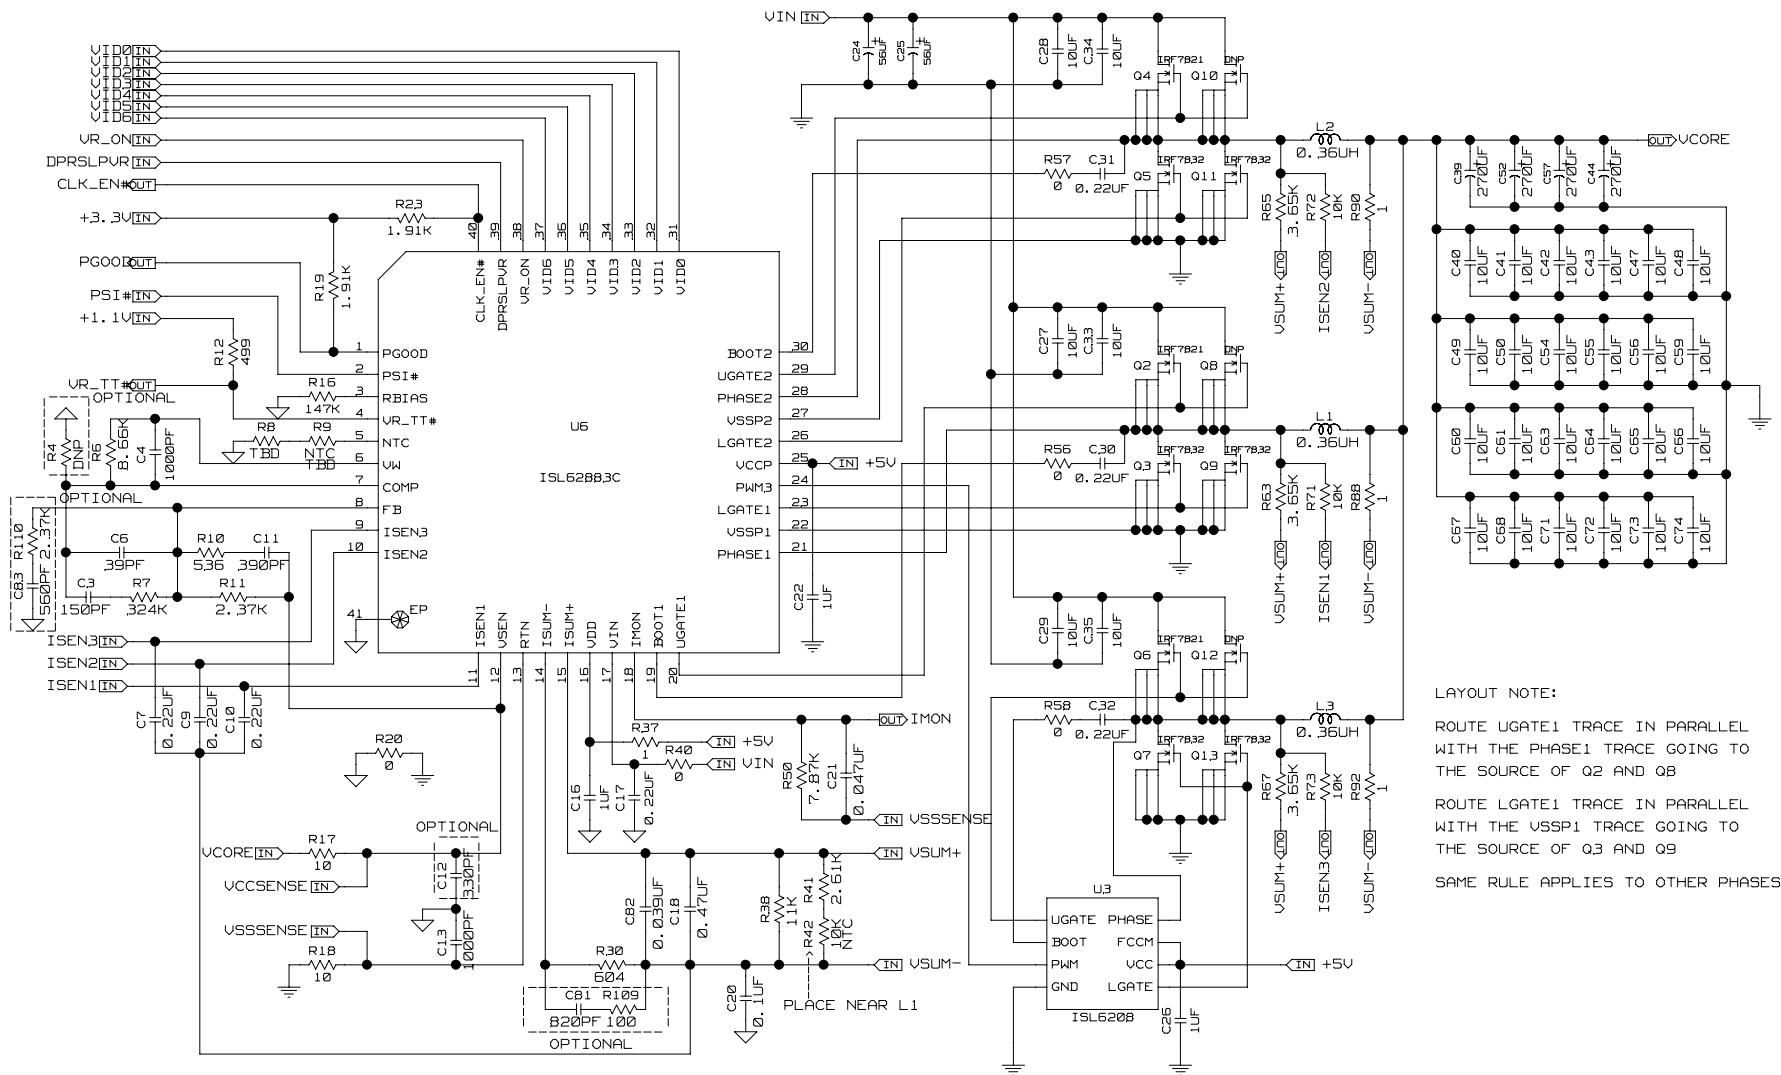 VIN IN
C24 56UF
C25 56UF
C28 10UF
C34 10UF
IRF7821
DNP
Q4
Q10
VID0 IN
VID1 IN
VID2 IN
VID3 IN
VID4 IN
VID5 IN
VID6 IN
VR_ON IN
DPRSLPVR IN
CLK_EN# OUT
+3.3V IN
PGOOD OUT
PSI# IN
+1.1V IN
VR_TT# OUT
OPTIONAL
R23
1.91K
R19
1.91K
R12
499
R16
147K
R8
TBD
R9
NTC
TBD
R4
DNP
R6
8.66K
C4
1000PF
OPTIONAL
R110
2.37K
C83
560PF
C6
39PF
R10
536
C11
390PF
C3
150PF
R7
324K
R11
2.37K
40 39 38 37 36 35 34 33 32 31
CLK_EN#
DPRSLPVR
VR_ON
VID6
VID5
VID4
VID3
VID2
VID1
VID0
1 PGOOD
2 PSI#
3 RBIAS
4 VR_TT#
5 NTC
6 VW
7 COMP
8 FB
9 ISEN3
10 ISEN2
41 EP
U6
ISL62883C
BOOT2 30
UGATE2 29
PHASE2 28
VSSP2 27
LGATE2 26
VCCP 25
PWM3 24
LGATE1 23
VSSP1 22
PHASE1 21
ISEN1
VSEN
RTN
ISUM-
ISUM+
VDD
VIN
IMON
BOOT1
UGATE1
11 12 13 14 15 16 17 18 19 20
IN +5V
C22
1UF
ISEN3 IN
ISEN2 IN
ISEN1 IN
C7
0.22UF
C9
0.22UF
C10
0.22UF
R20
0
R17
10
VCORE IN
VCCSENSE IN
VSSSENSE IN
R18
10
OPTIONAL
C12
330PF
C13
1000PF
R37
1
IN +5V
R40
0
IN VIN
C16
1UF
C17
0.22UF
R50
7.87K
C21
0.047UF
OUT IMON
IN VSSSENSE
IN VSUM+
C82
0.039UF
C18
0.47UF
R38
11K
R41
2.61K
R42
10K
NTC
IN VSUM-
R30
604
C81
820PF
R109
100
OPTIONAL
C20
0.1UF
PLACE NEAR L1
R57
0
C31
0.22UF
IRF7832
IRF7832
Q5
Q11
L2
0.36UH
R65
3.65K
R72
10K
R90
1
OUT VSUM+
OUT ISEN2
OUT VSUM-
C27
10UF
C33
10UF
IRF7821
DNP
Q2
Q8
R56
0
C30
0.22UF
IRF7832
IRF7832
Q3
Q9
L1
0.36UH
R63
3.65K
R71
10K
R88
1
OUT VSUM+
OUT ISEN1
OUT VSUM-
C29
10UF
C35
10UF
IRF7821
DNP
Q6
Q12
R58
0
C32
0.22UF
IRF7832
IRF7832
Q7
Q13
L3
0.36UH
R67
3.65K
R73
10K
R92
1
OUT VSUM+
OUT ISEN3
OUT VSUM-
U3
UGATE PHASE
BOOT FCCM
PWM VCC
GND LGATE
ISL6208
IN +5V
C26
1UF
OUT VCORE
C39 270UF
C52 270UF
C57 270UF
C44 270UF
C40 10UF
C41 10UF
C42 10UF
C43 10UF
C47 10UF
C48 10UF
C49 10UF
C50 10UF
C54 10UF
C55 10UF
C56 10UF
C59 10UF
C60 10UF
C61 10UF
C63 10UF
C64 10UF
C65 10UF
C66 10UF
C67 10UF
C68 10UF
C71 10UF
C72 10UF
C73 10UF
C74 10UF
LAYOUT NOTE:
ROUTE UGATE1 TRACE IN PARALLEL
WITH THE PHASE1 TRACE GOING TO
THE SOURCE OF Q2 AND Q8
ROUTE LGATE1 TRACE IN PARALLEL
WITH THE VSSP1 TRACE GOING TO
THE SOURCE OF Q3 AND Q9
SAME RULE APPLIES TO OTHER PHASES